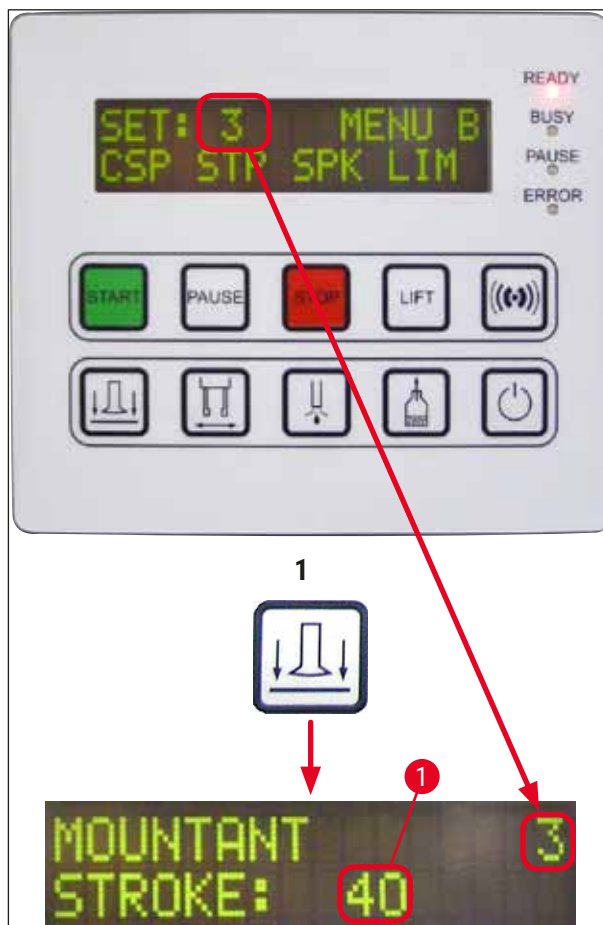 READY
SET: 3 MENU B
BUSY
CSP STP SPK LIM
PAUSE
ERROR
START PAUSE STOP LIFT
1
1
MOUNTANT 3
STROKE: 40